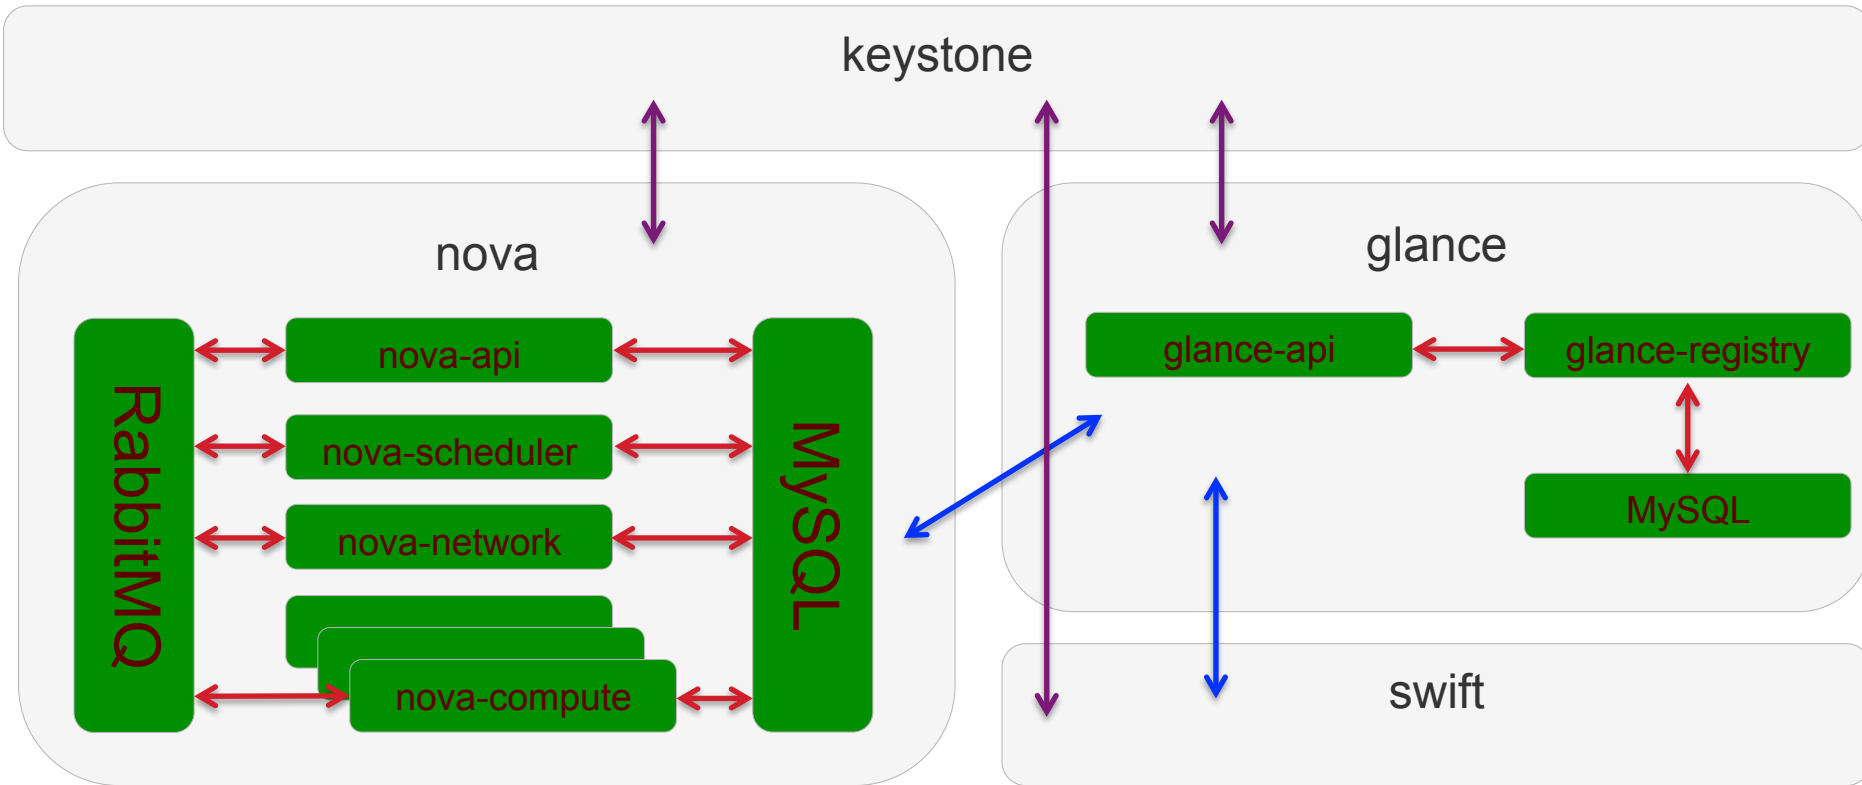 keystone
nova
glance
RabbitMQ
nova-api
nova-scheduler
nova-network
nova-compute
MySQL
glance-api
glance-registry
MySQL
swift